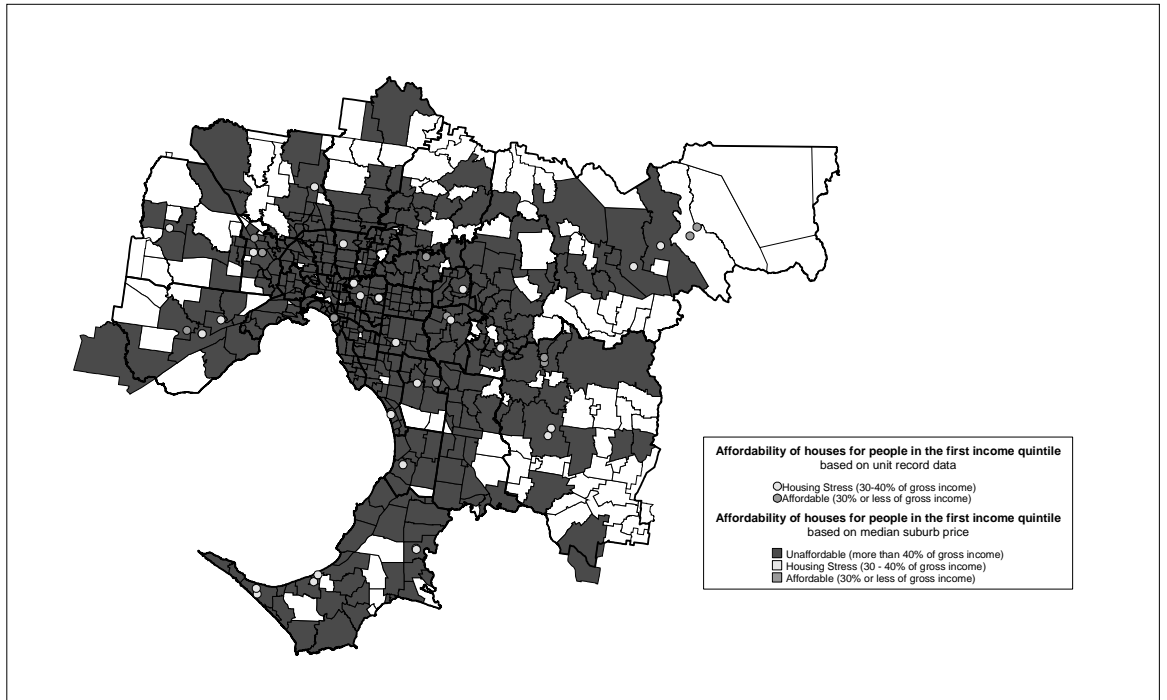 Affordability of houses for people in the first income quintile
based on unit record data
Housing Stress (30-40% of gross income)
Affordable (30% or less of gross income)
Affordability of houses for people in the first income quintile
based on median suburb price
Unaffordable (more than 40% of gross income)
Housing Stress (30 - 40% of gross income)
Affordable (30% or less of gross income)